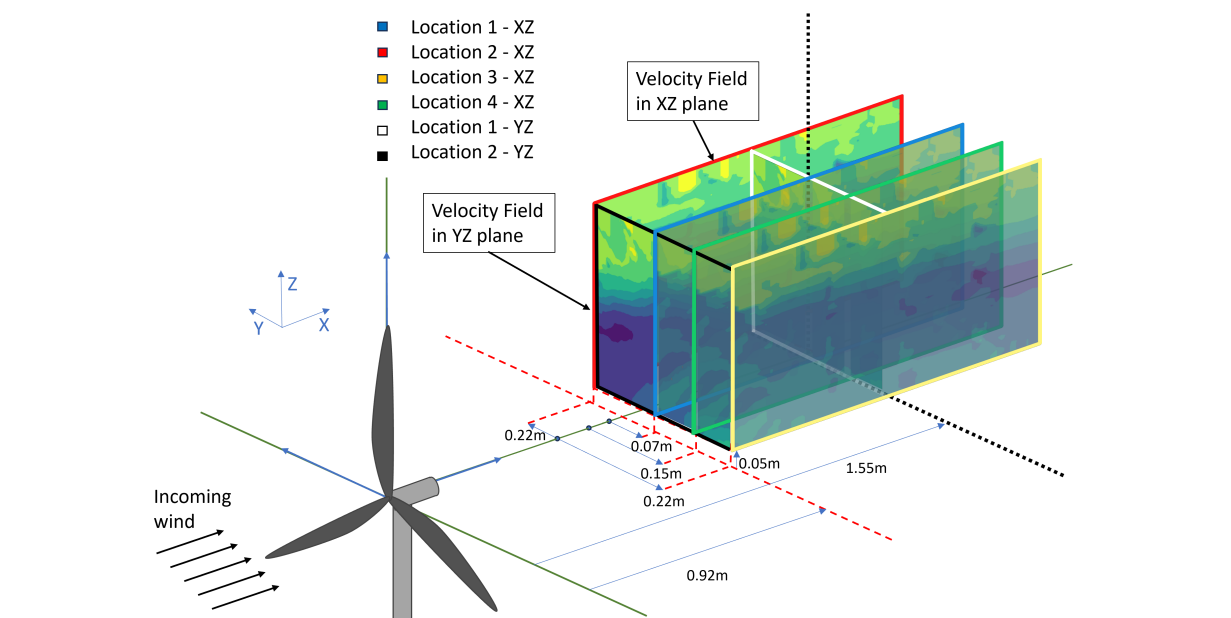 Location 1 - XZ
Location 2 - XZ
Location 3 - XZ
Location 4 - XZ
Location 1 - YZ
Location 2 - YZ
Velocity Field
in XZ plane
Velocity Field
in YZ plane
Z
Y
X
0.22m
0.07m
0.15m
0.05m
0.22m
1.55m
0.92m
Incoming
wind